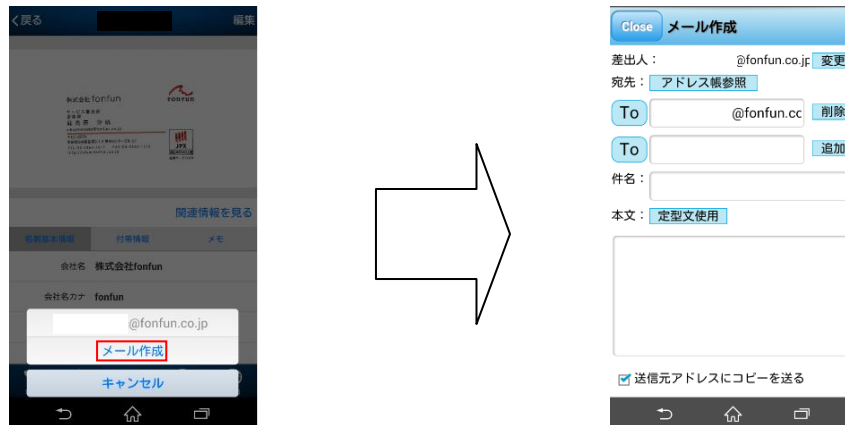 戻る
編集
株式会社fonfun
fonfun
JPX
関連情報を見る
名刺基本情報 付帯情報 メモ
会社名 株式会社fonfun
会社名カナ fonfun
@fonfun.co.jp
メール作成
キャンセル
Close メール作成
差出人： @fonfun.co.jp 変更
宛先： アドレス帳参照
To @fonfun.cc 削除
To 追加
件名：
本文： 定型文使用
送信元アドレスにコピーを送る